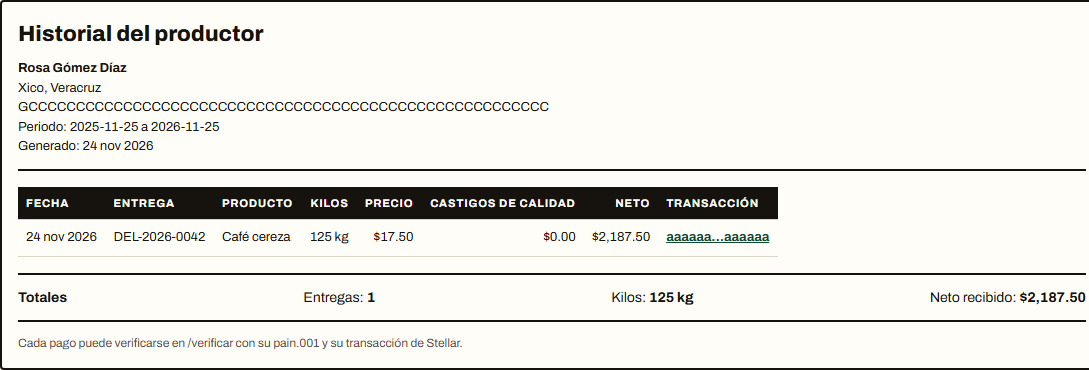 Historial del productor
Rosa Gómez Díaz
Xico, Veracruz
GCCCCCCCCCCCCCCCCCCCCCCCCCCCCCCCCCCCCCCCCCCCCCCCCCCCCCCC
Periodo: 2025-11-25 a 2026-11-25
Generado: 24 nov 2026
FECHA ENTREGA PRODUCTO KILOS PRECIO CASTIGOS DE CALIDAD NETO TRANSACCIÓN
24 nov 2026 DEL-2026-0042 Café cereza 125 kg $17.50 $0.00 $2,187.50 aaaaaa…aaaaaa
Totales Entregas: 1 Kilos: 125 kg Neto recibido: $2,187.50
Cada pago puede verificarse en /verificar con su pain.001 y su transacción de Stellar.